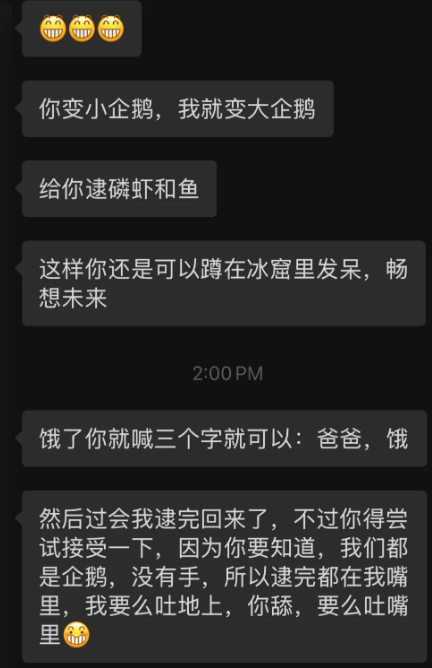 😁😁😁
你变小企鹅，我就变大企鹅
给你逮磷虾和鱼
这样你还是可以蹲在冰窟里发呆，畅
想未来
2:00 PM
饿了你就喊三个字就可以：爸爸，饿
然后过会我逮完回来了，不过你得尝
试接受一下，因为你要知道，我们都
是企鹅，没有手，所以逮完都在我嘴
里，我要么吐地上，你舔，要么吐嘴
里😁